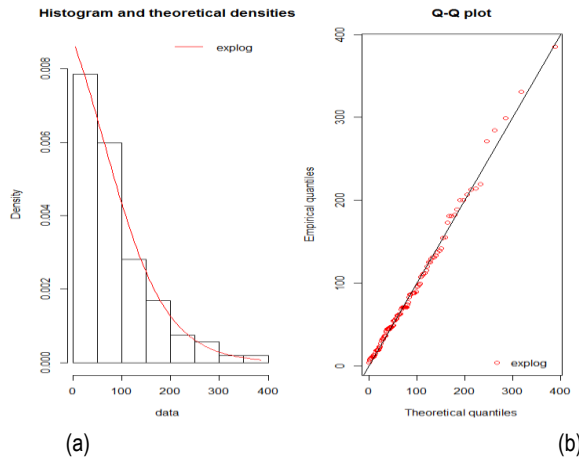 Histogram and theoretical densities
explog
Density
0.000
0.002
0.004
0.006
0.008
0
100
200
300
400
data
(a)
Q-Q plot
Empirical quantiles
0
100
200
300
400
explog
0
100
200
300
400
Theoretical quantiles
(b)